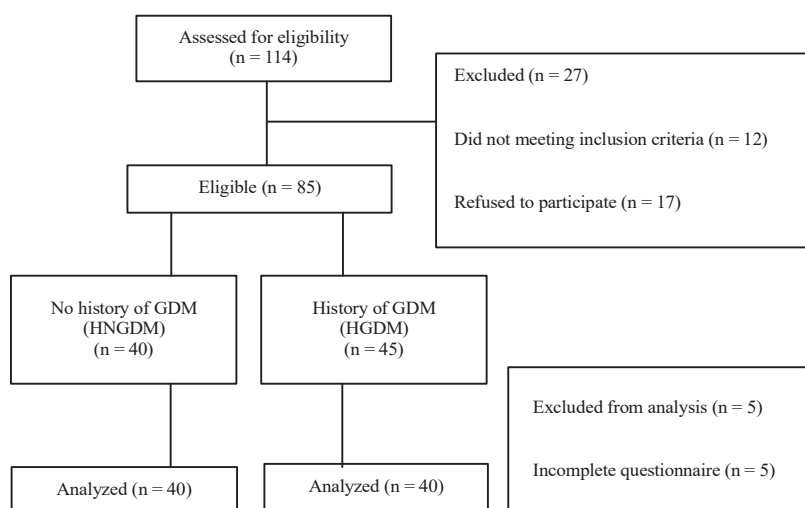 Assessed for eligibility
(n = 114)
Excluded (n = 27)
Did not meeting inclusion criteria (n = 12)
Refused to participate (n = 17)
Eligible (n = 85)
No history of GDM
(HNGDM)
(n = 40)
History of GDM
(HGDM)
(n = 45)
Excluded from analysis (n = 5)
Incomplete questionnaire (n = 5)
Analyzed (n = 40)
Analyzed (n = 40)